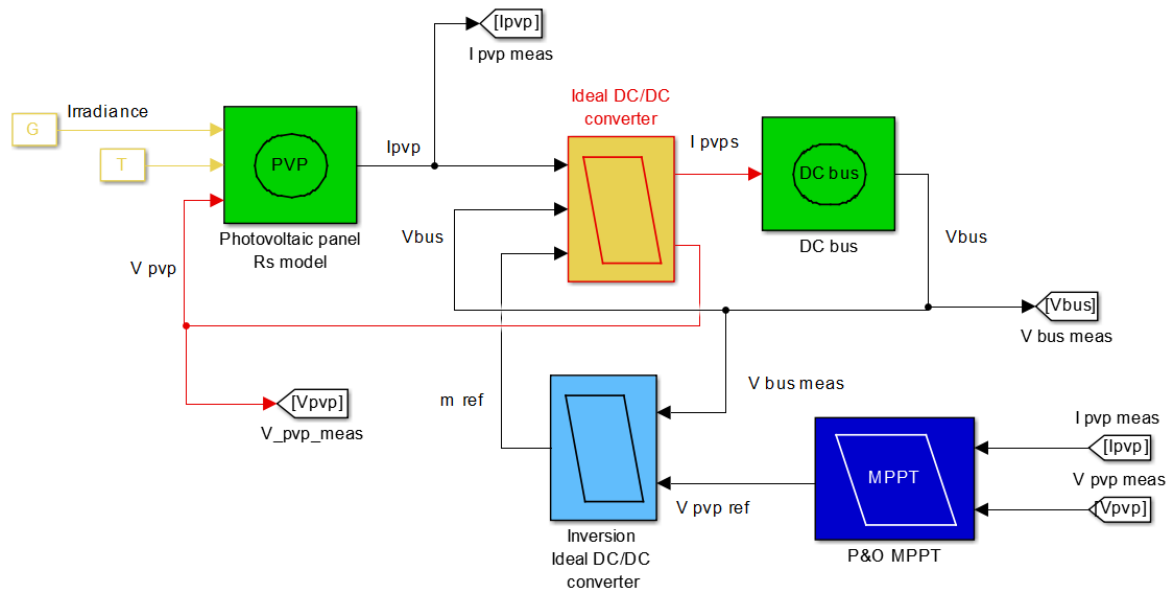 [Ipvp]
I pvp meas
Irradiance
G
T
PVP
Photovoltaic panel
Rs model
Ipvp
Ideal DC/DC
converter
I pvps
DC bus
DC bus
Vbus
Vbus
V pvp
[Vbus]
V bus meas
[Vpvp]
V_pvp_meas
m ref
V bus meas
Inversion
Ideal DC/DC
converter
V pvp ref
MPPT
P&O MPPT
I pvp meas
[Ipvp]
V pvp meas
[Vpvp]